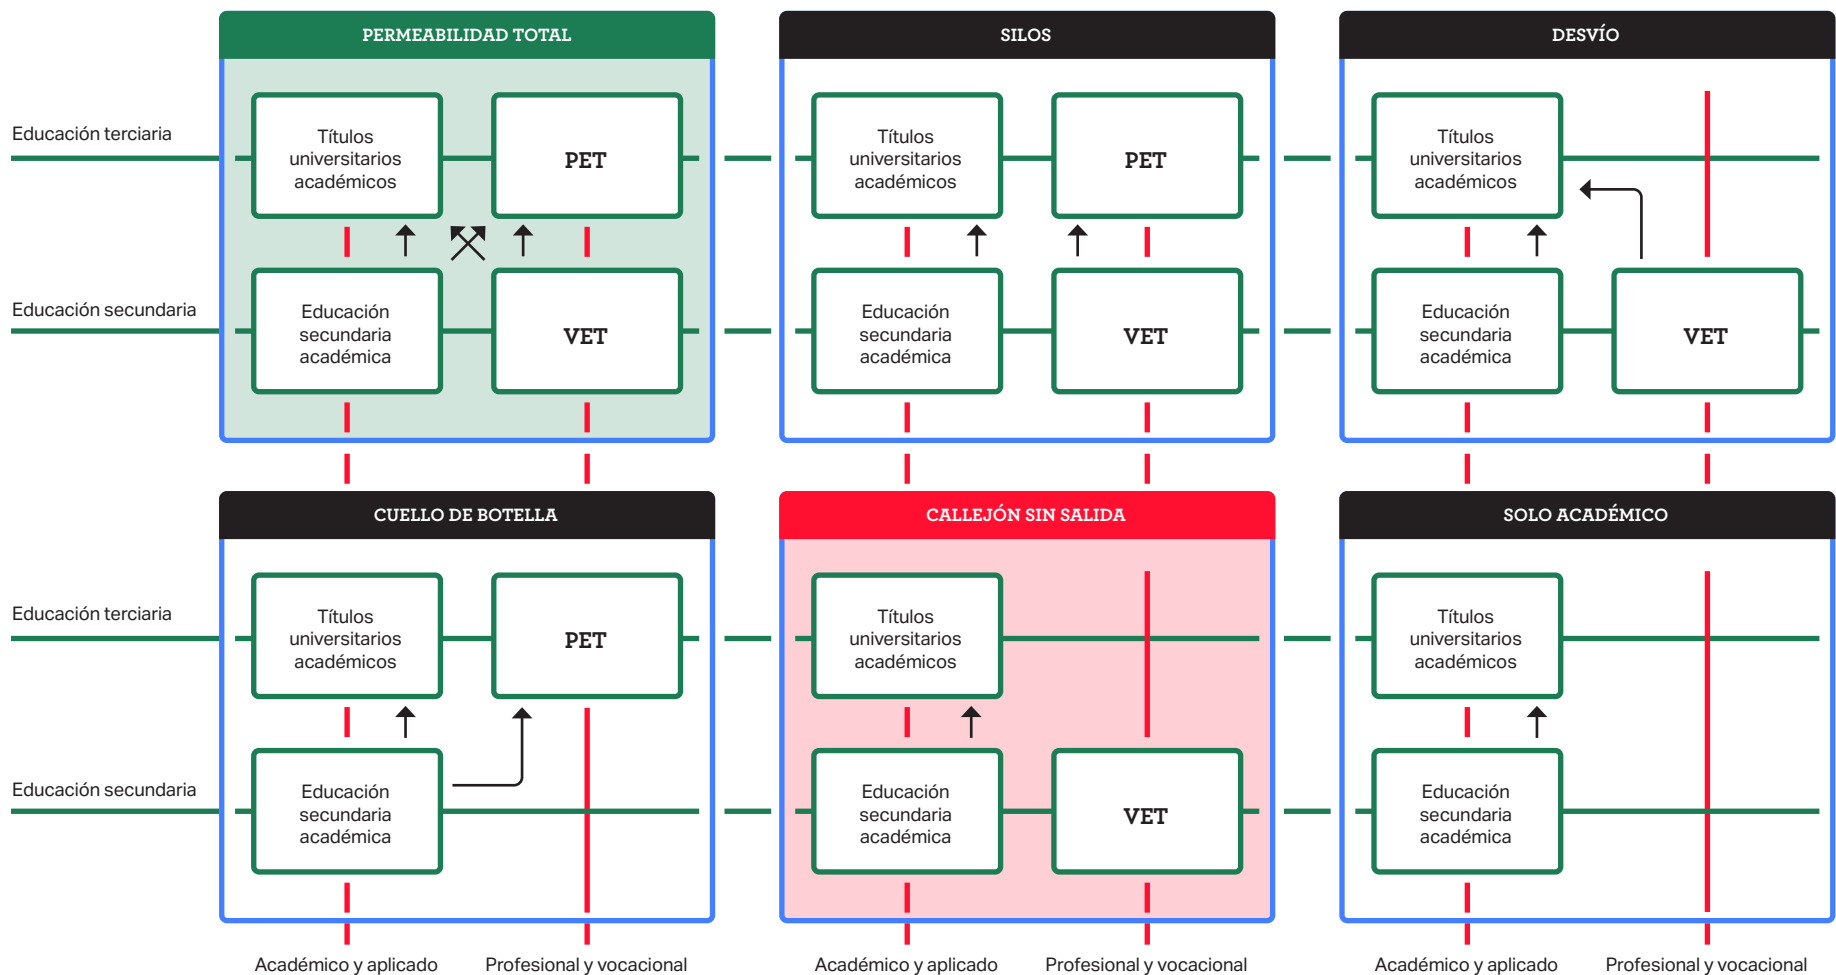 PERMEABILIDAD TOTAL
SILOS
DESVÍO
Educación terciaria
Títulos
universitarios
académicos
PET
Títulos
universitarios
académicos
PET
Títulos
universitarios
académicos
Educación secundaria
Educación
secundaria
académica
VET
Educación
secundaria
académica
VET
Educación
secundaria
académica
VET
CUELLO DE BOTELLA
CALLEJÓN SIN SALIDA
SOLO ACADÉMICO
Educación terciaria
Títulos
universitarios
académicos
PET
Títulos
universitarios
académicos
Títulos
universitarios
académicos
Educación secundaria
Educación
secundaria
académica
Educación
secundaria
académica
VET
Educación
secundaria
académica
Académico y aplicado
Profesional y vocacional
Académico y aplicado
Profesional y vocacional
Académico y aplicado
Profesional y vocacional